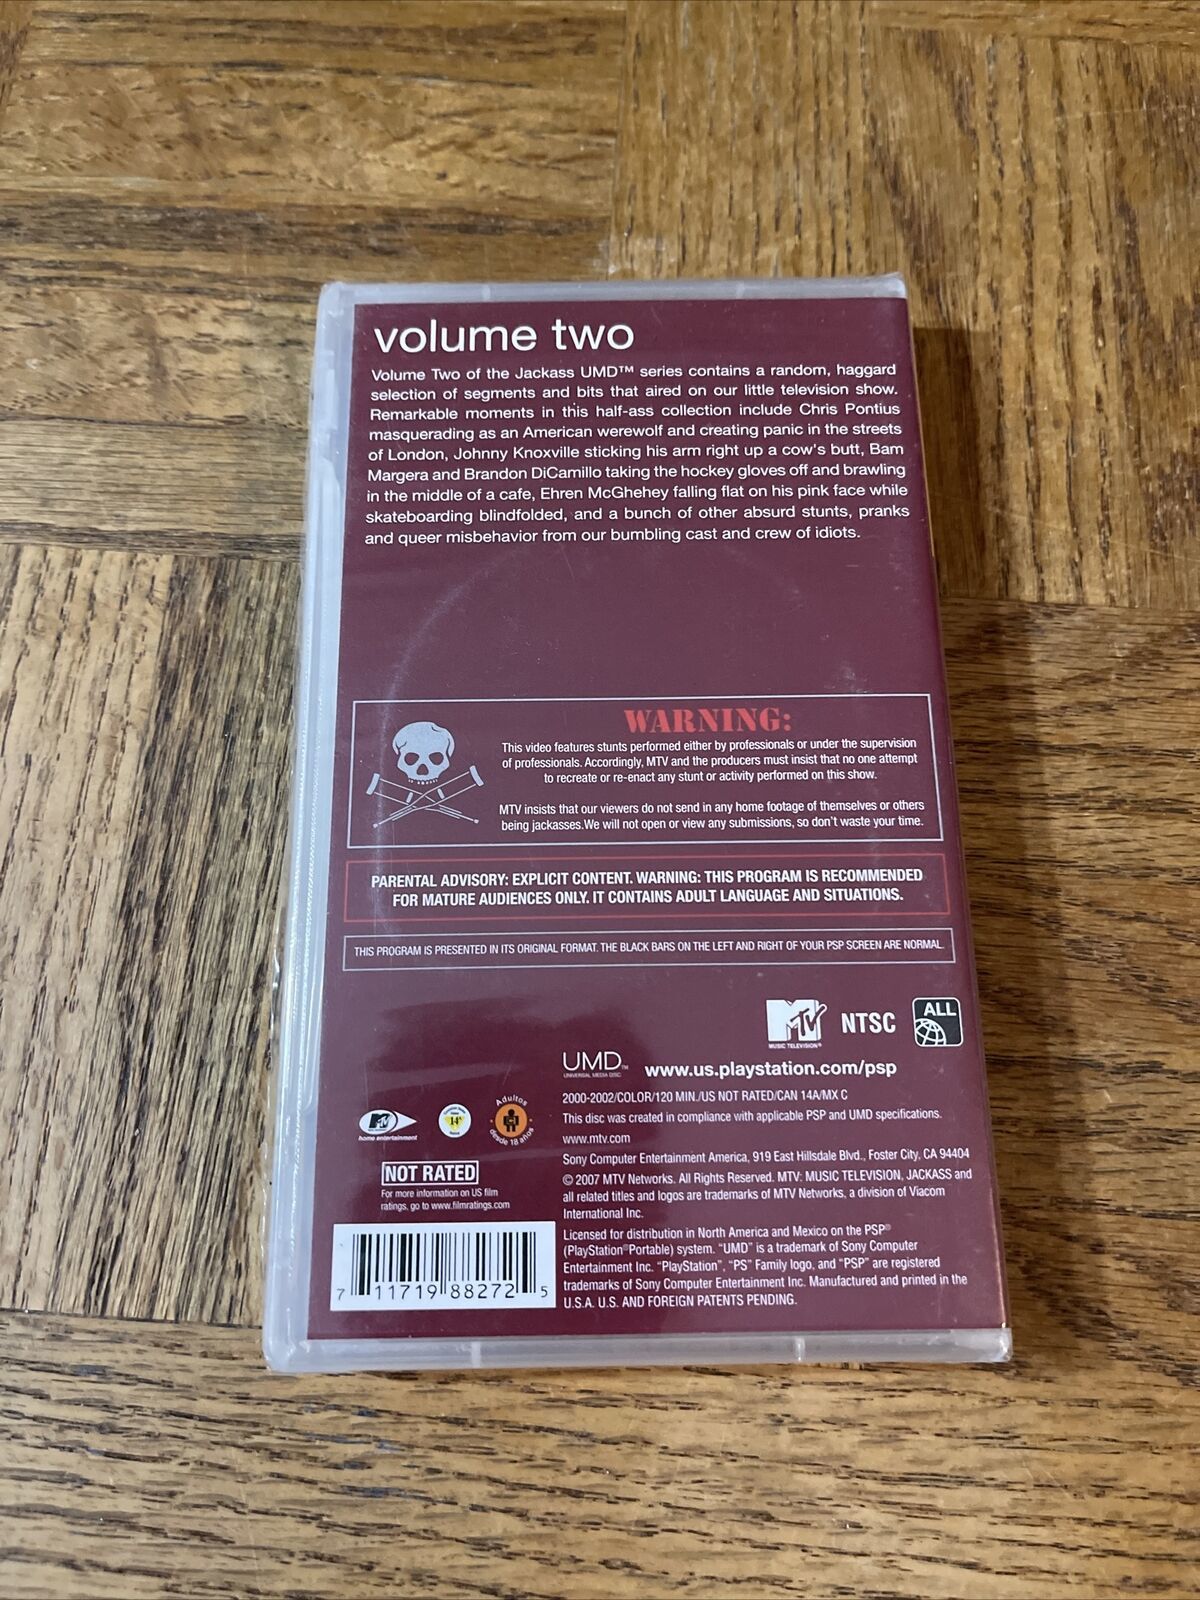 volume two
Volume Two of the Jackass UMD™ series contains a random, haggard
selection of segments and bits that aired on our little television show.
Remarkable moments in this half-ass collection include Chris Pontius
masquerading as an American werewolf and creating panic in the streets
of London, Johnny Knoxville sticking his arm right up a cow's butt, Bam
Margera and Brandon DiCamillo taking the hockey gloves off and brawling
in the middle of a cafe, Ehren McGhehey falling flat on his pink face while
skateboarding blindfolded, and a bunch of other absurd stunts, pranks
and queer misbehavior from our bumbling cast and crew of idiots.
WARNING:
This video features stunts performed either by professionals or under the supervision
of professionals. Accordingly, MTV and the producers must insist that no one attempt
to recreate or re-enact any stunt or activity performed on this show.
MTV insists that our viewers do not send in any home footage of themselves or others
being jackasses.We will not open or view any submissions, so don't waste your time.
PARENTAL ADVISORY: EXPLICIT CONTENT. WARNING: THIS PROGRAM IS RECOMMENDED
FOR MATURE AUDIENCES ONLY. IT CONTAINS ADULT LANGUAGE AND SITUATIONS.
THIS PROGRAM IS PRESENTED IN ITS ORIGINAL FORMAT. THE BLACK BARS ON THE LEFT AND RIGHT OF YOUR PSP SCREEN ARE NORMAL.
MTV
MUSIC TELEVISION®
NTSC
ALL
UMD™
UNIVERSAL MEDIA DISC
www.us.playstation.com/psp
MTV
home entertainment
14
Adultos
desde 18 años
NOT RATED
For more information on US film
ratings, go to www.filmratings.com
2000-2002/COLOR/120 MIN./US NOT RATED/CAN 14A/MX C
This disc was created in compliance with applicable PSP and UMD specifications.
www.mtv.com
Sony Computer Entertainment America, 919 East Hillsdale Blvd., Foster City, CA 94404
© 2007 MTV Networks. All Rights Reserved. MTV: MUSIC TELEVISION, JACKASS and
all related titles and logos are trademarks of MTV Networks, a division of Viacom
International Inc.
Licensed for distribution in North America and Mexico on the PSP®
(PlayStation®Portable) system. "UMD" is a trademark of Sony Computer
Entertainment Inc. "PlayStation", "PS" Family logo, and "PSP" are registered
trademarks of Sony Computer Entertainment Inc. Manufactured and printed in the
U.S.A. U.S. AND FOREIGN PATENTS PENDING.
7 11719 88272 5